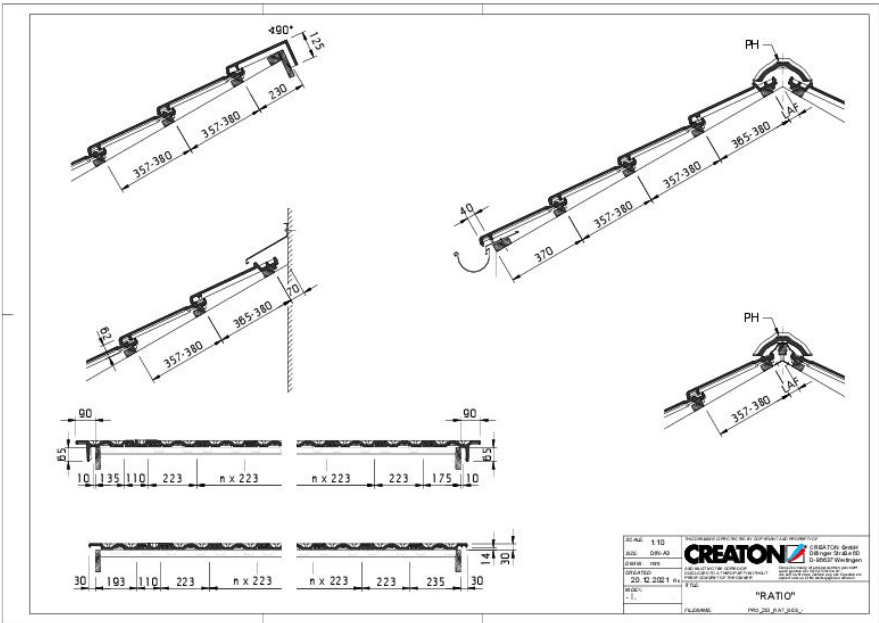 ∢90°
125
230
357-380
357-380
PH
LAF
365-380
357-380
357-380
370
40
70
365-380
357-380
62
PH
LAF
357-380
90
90
65
65
10 135 110 223 n x 223 n x 223 223 175 10
14
30
30 193 110 223 n x 223 n x 223 223 235 30
SCALE 1:10
SIZE DIN-A3
mm
CREATED
20.12.2021
INDEX
- |.
CREATON
CREATON GmbH
Dillinger Straße 60
D-86637 Wertingen
TITLE
"RATIO"
FILENAME